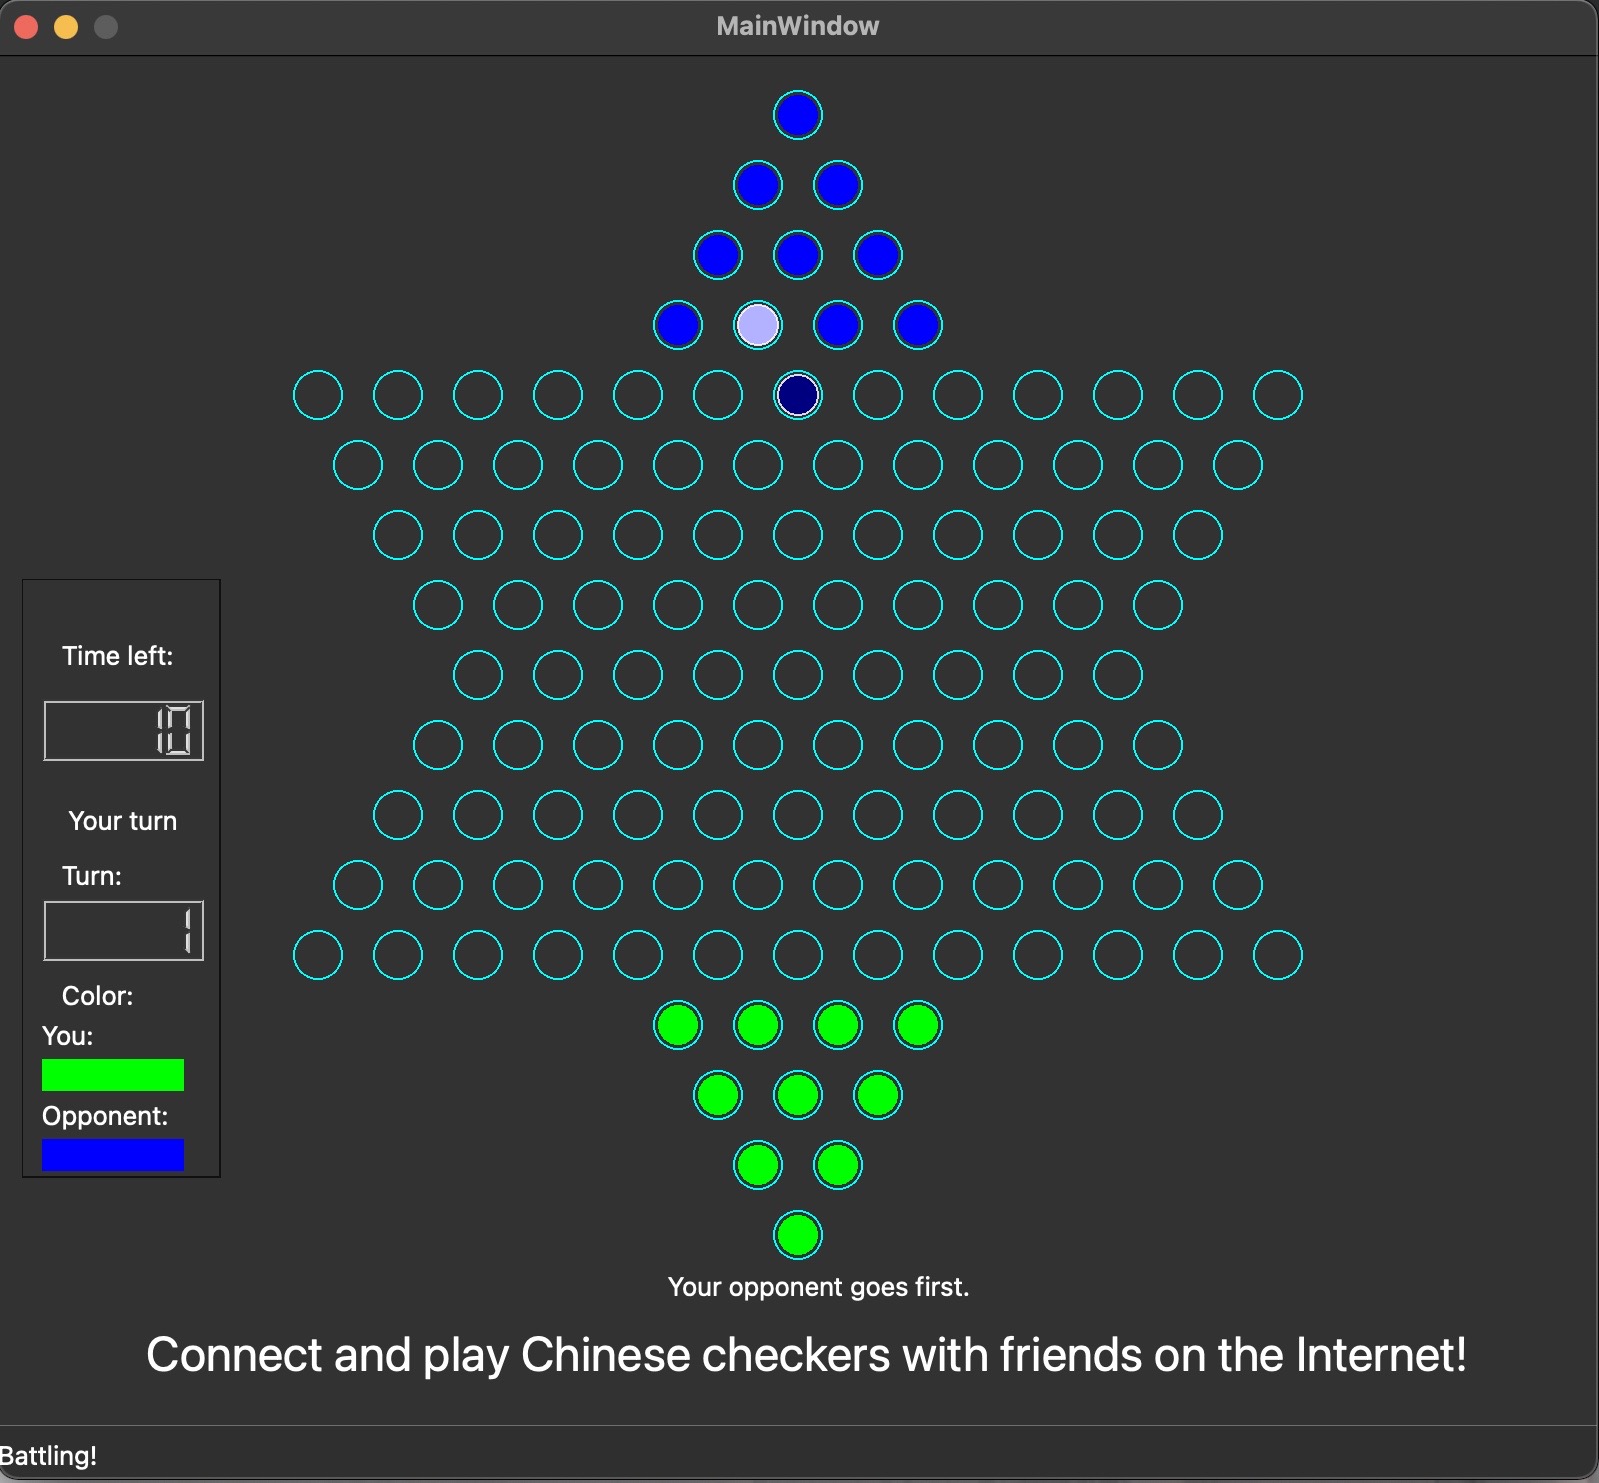 MainWindow
Time left:
10
Your turn
Turn:
1
Color:
You:
Opponent:
Your opponent goes first.
Connect and play Chinese checkers with friends on the Internet!
Battling!